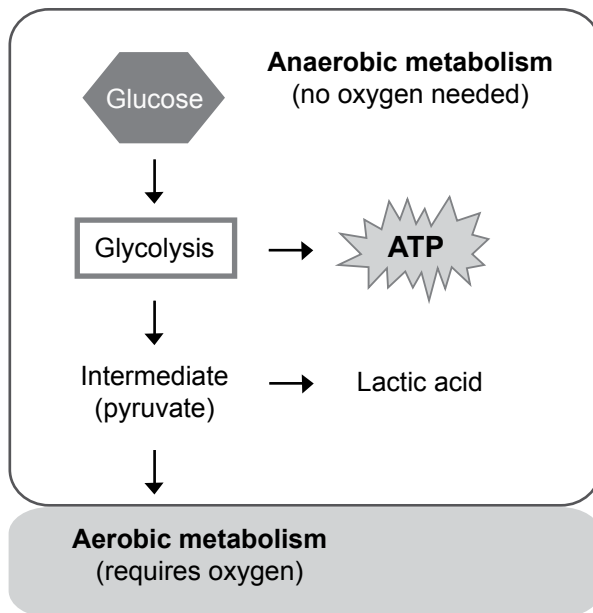 Glucose
Anaerobic metabolism
(no oxygen needed)
Glycolysis
ATP
Intermediate
(pyruvate)
Lactic acid
Aerobic metabolism
(requires oxygen)